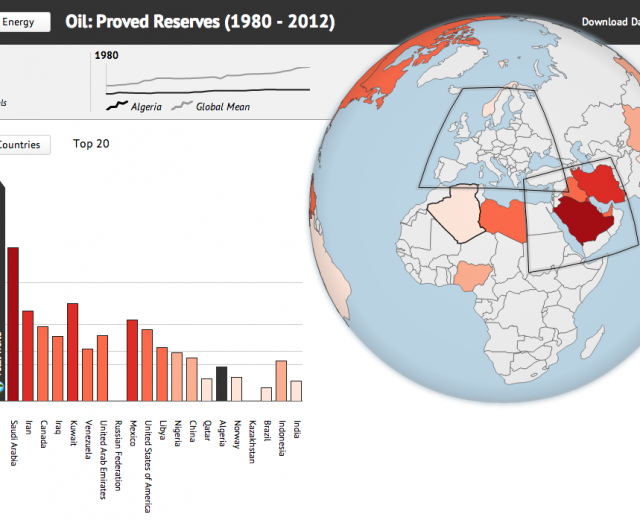 Energy
Oil: Proved Reserves (1980 - 2012)
Download Da
1980
Algeria
Global Mean
als
Countries
Top 20
Saudi Arabia
Iran
Canada
Iraq
Kuwait
Venezuela
United Arab Emirates
Russian Federation
Mexico
United States of America
Libya
Nigeria
China
Qatar
Algeria
Norway
Kazakhstan
Brazil
Indonesia
India